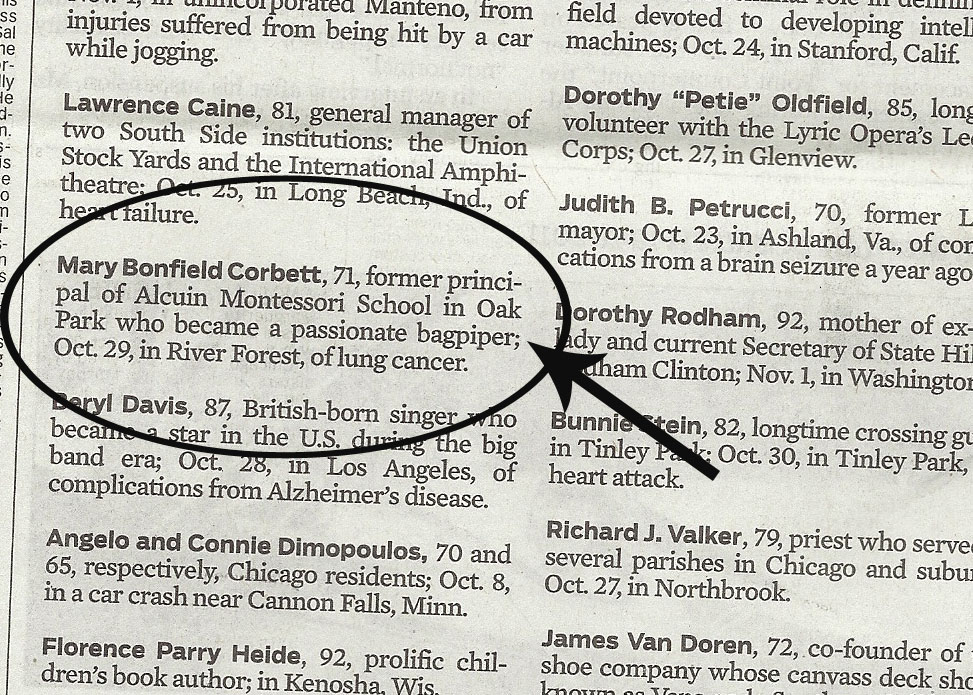 injuries suffered from being hit by a car
while jogging.
Lawrence Caine, 81, general manager of
two South Side institutions: the Union
Stock Yards and the International Amphi-
theatre; Oct. 25, in Long Beach, Ind., of
heart failure.
Mary Bonfield Corbett, 71, former princi-
pal of Alcuin Montessori School in Oak
Park who became a passionate bagpiper;
Oct. 29, in River Forest, of lung cancer.
Beryl Davis, 87, British-born singer who
became a star in the U.S. during the big
band era; Oct. 28, in Los Angeles, of
complications from Alzheimer's disease.
Angelo and Connie Dimopoulos, 70 and
65, respectively, Chicago residents; Oct. 8,
in a car crash near Cannon Falls, Minn.
Florence Parry Heide, 92, prolific chil-
dren's book author; in Kenosha, Wis.
field devoted to developing
machines; Oct. 24, in Stanford, Calif.
Dorothy "Petie" Oldfield, 85,
volunteer with the Lyric Opera's
Corps; Oct. 27, in Glenview.
Judith B. Petrucci, 70, former
mayor; Oct. 23, in Ashland, Va., of
cations from a brain seizure a year ago
Dorothy Rodham, 92, mother of ex-
lady and current Secretary of State
Clinton; Nov. 1, in Washington
Bunnie Stein, 82, longtime crossing
in Tinley Park; Oct. 30, in Tinley Park,
heart attack.
Richard J. Valker, 79, priest who
several parishes in Chicago and
Oct. 27, in Northbrook.
James Van Doren, 72, co-founder of
shoe company whose canvass deck